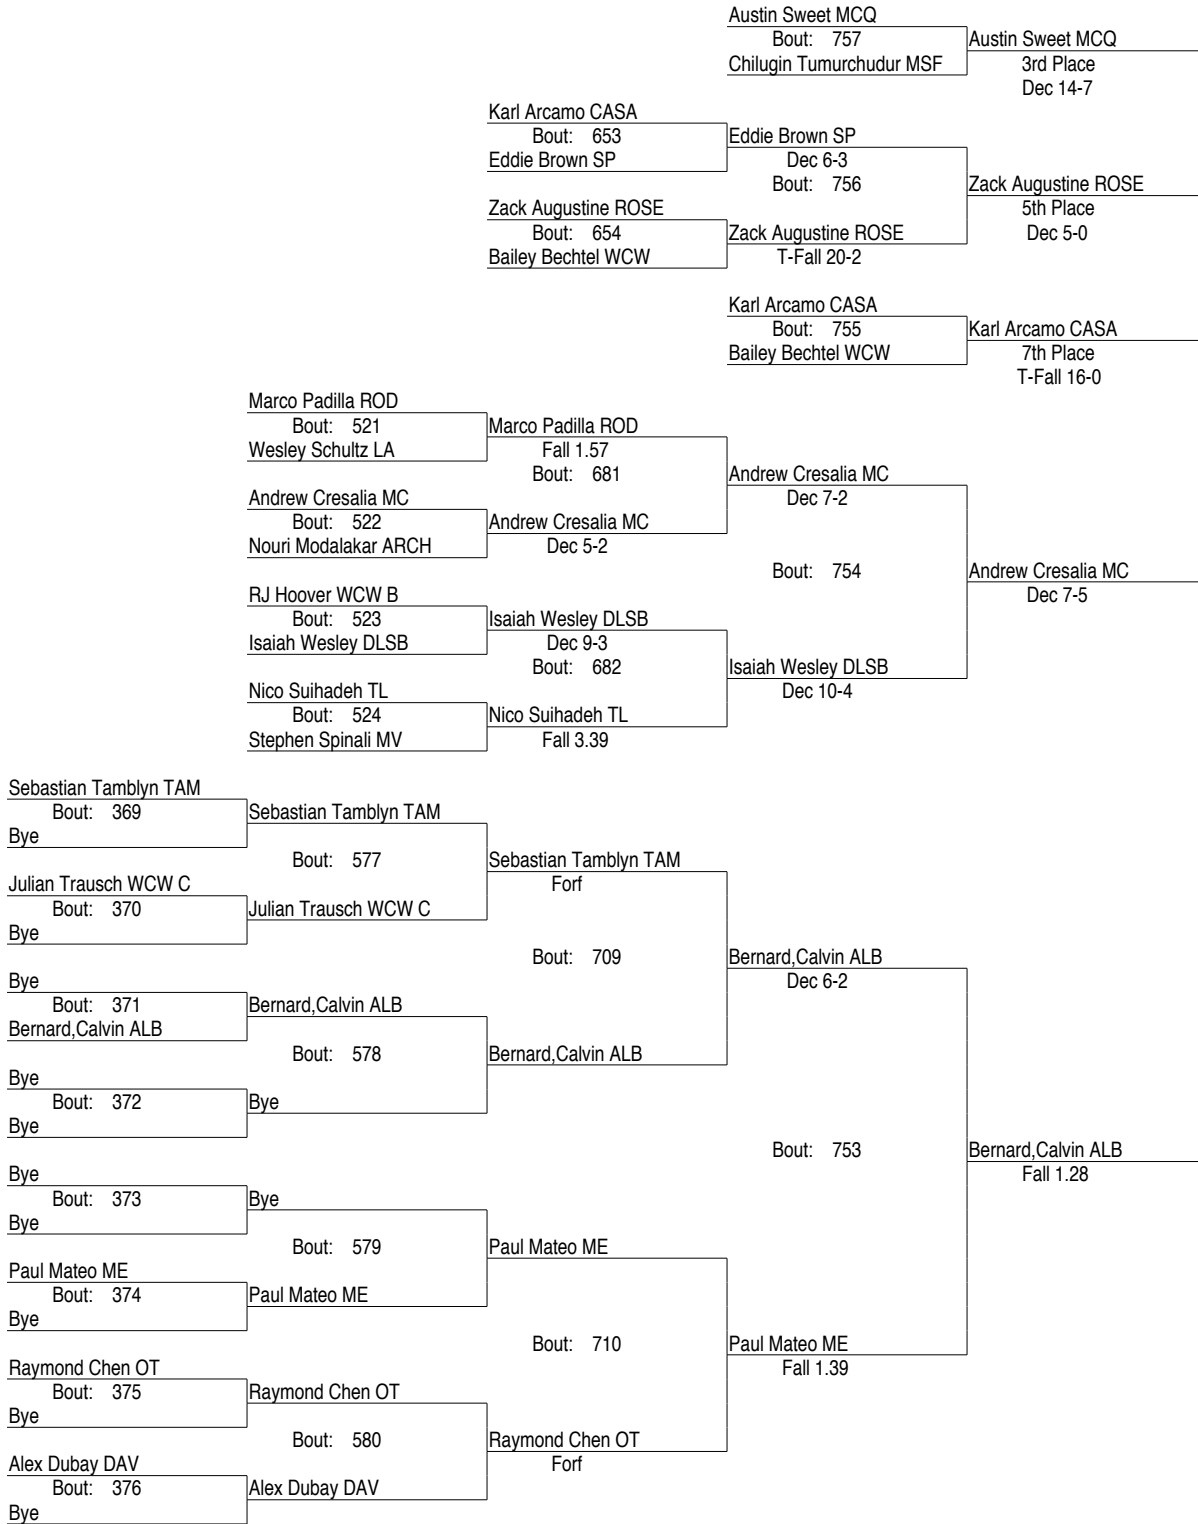 Austin Sweet MCQ
Bout: 757
Austin Sweet MCQ
Chilugin Tumurchudur MSF
3rd Place
Dec 14-7
Karl Arcamo CASA
Bout: 653
Eddie Brown SP
Eddie Brown SP
Dec 6-3
Bout: 756
Zack Augustine ROSE
5th Place
Dec 5-0
Zack Augustine ROSE
Bout: 654
Zack Augustine ROSE
Bailey Bechtel WCW
T-Fall 20-2
Karl Arcamo CASA
Bout: 755
Karl Arcamo CASA
Bailey Bechtel WCW
7th Place
T-Fall 16-0
Marco Padilla ROD
Bout: 521
Marco Padilla ROD
Wesley Schultz LA
Fall 1.57
Bout: 681
Andrew Cresalia MC
Dec 7-2
Andrew Cresalia MC
Bout: 522
Andrew Cresalia MC
Nouri Modalakar ARCH
Dec 5-2
Bout: 754
Andrew Cresalia MC
Dec 7-5
RJ Hoover WCW B
Bout: 523
Isaiah Wesley DLSB
Isaiah Wesley DLSB
Dec 9-3
Bout: 682
Isaiah Wesley DLSB
Dec 10-4
Nico Suihadeh TL
Bout: 524
Nico Suihadeh TL
Stephen Spinali MV
Fall 3.39
Sebastian Tamblyn TAM
Bout: 369
Sebastian Tamblyn TAM
Bye
Bout: 577
Sebastian Tamblyn TAM
Forf
Julian Trausch WCW C
Bout: 370
Julian Trausch WCW C
Bye
Bout: 709
Bernard,Calvin ALB
Dec 6-2
Bye
Bout: 371
Bernard,Calvin ALB
Bernard,Calvin ALB
Bout: 578
Bernard,Calvin ALB
Bye
Bout: 372
Bye
Bye
Bout: 753
Bernard,Calvin ALB
Fall 1.28
Bye
Bout: 373
Bye
Bye
Bout: 579
Paul Mateo ME
Paul Mateo ME
Bout: 374
Paul Mateo ME
Bye
Bout: 710
Paul Mateo ME
Fall 1.39
Raymond Chen OT
Bout: 375
Raymond Chen OT
Bye
Bout: 580
Raymond Chen OT
Forf
Alex Dubay DAV
Bout: 376
Alex Dubay DAV
Bye